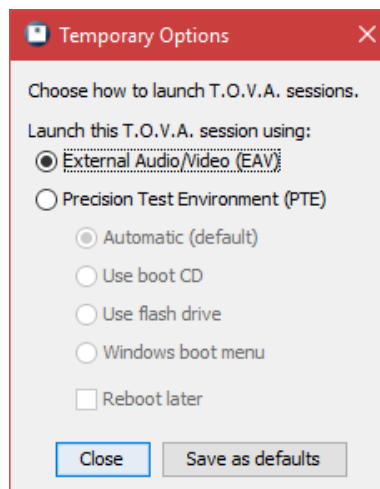 Temporary Options
Choose how to launch T.O.V.A. sessions.
Launch this T.O.V.A. session using:
External Audio/Video (EAV)
Precision Test Environment (PTE)
Automatic (default)
Use boot CD
Use flash drive
Windows boot menu
Reboot later
Close Save as defaults